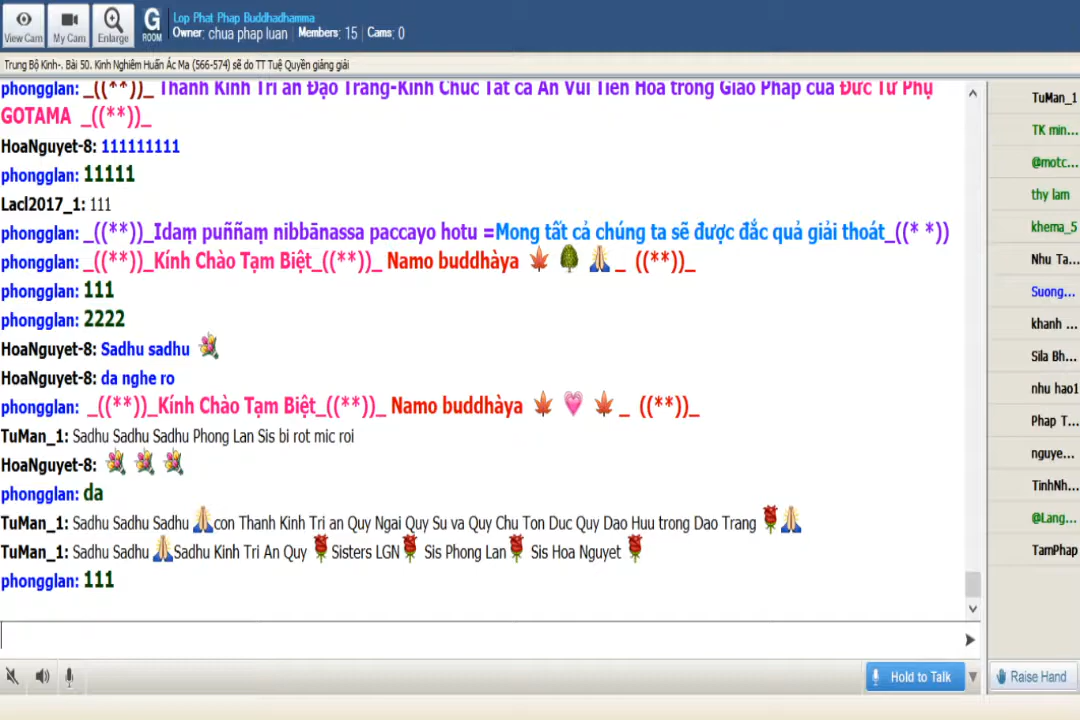 View Cam My Cam Enlarge G ROOM
Lop Phat Phap Buddhadhamma
Owner: chua phap luan Members: 15 Cams: 0
Trung Bộ Kinh-. Bài 50. Kinh Nghiêm Huấn Ác Ma (566-574) sẽ do TT Tuệ Quyền giảng giải
phongglan: _((**))_ Thành Kính Tri ân Đạo Tràng-Kính Chúc Tất cả An Vui Tiến Hóa trong Giáo Pháp của Đức Từ Phụ
GOTAMA _((**))_
HoaNguyet-8: 111111111
phongglan: 11111
Lacl2017_1: 111
phongglan: _((**))_Idaṃ puññaṃ nibbānassa paccayo hotu =Mong tất cả chúng ta sẽ được đắc quả giải thoát_((* *))
phongglan: _((**))_Kính Chào Tạm Biệt_((**))_ Namo buddhàya 🍁 🌳 🙏 _ ((**))_
phongglan: 111
phongglan: 2222
HoaNguyet-8: Sadhu sadhu 💐
HoaNguyet-8: da nghe ro
phongglan: _((**))_Kính Chào Tạm Biệt_((**))_ Namo buddhàya 🍁 💗 🍁 _ ((**))_
TuMan_1: Sadhu Sadhu Sadhu Phong Lan Sis bi rot mic roi
HoaNguyet-8: 💐 💐 💐
phongglan: da
TuMan_1: Sadhu Sadhu Sadhu 🙏con Thanh Kinh Tri an Quy Ngai Quy Su va Quy Chu Ton Duc Quy Dao Huu trong Dao Trang 🌹🙏
TuMan_1: Sadhu Sadhu 🙏Sadhu Kinh Tri An Quy 🌹Sisters LGN🌹 Sis Phong Lan🌹 Sis Hoa Nguyet 🌹
phongglan: 111
Hold to Talk
TuMan_1
TK min...
@motc...
thy lam
khema_5
Nhu Ta...
Suong...
khanh ...
Sila Bh...
nhu hao1
Phap T...
nguye...
TinhNh...
@Lang...
TamPhap
Raise Hand